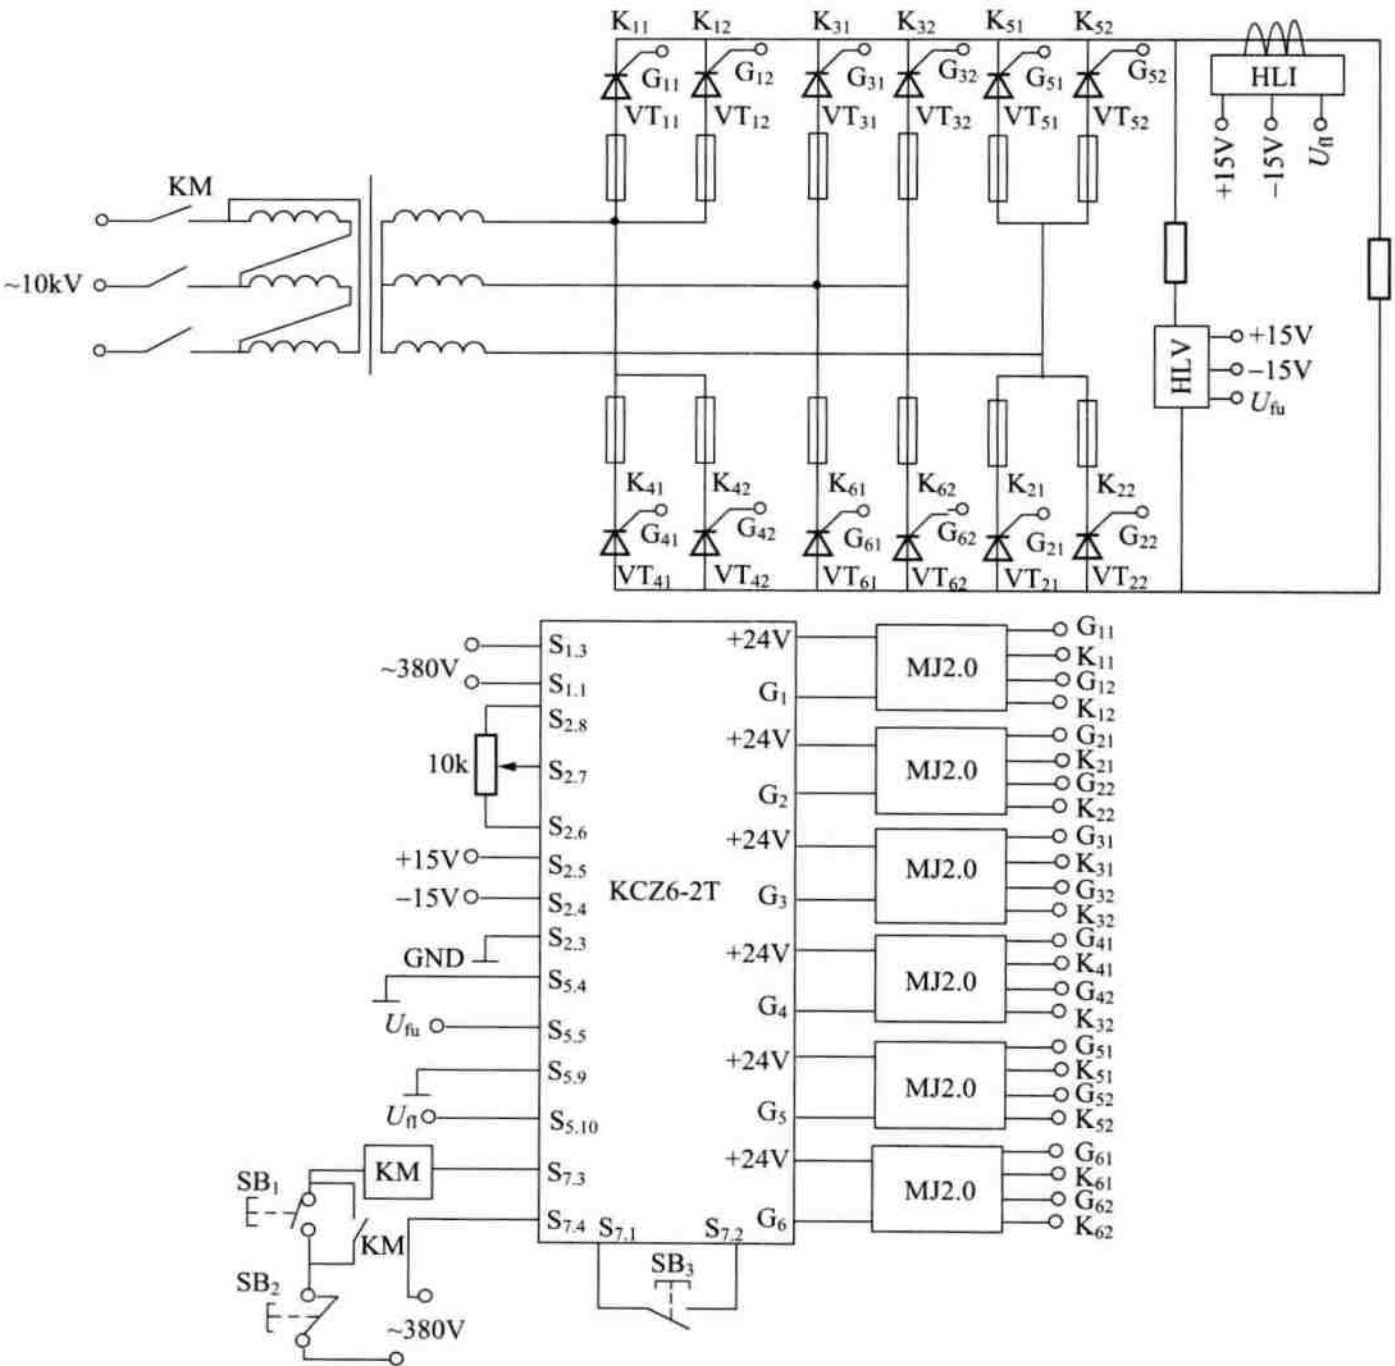 K₁₁ K₁₂ K₃₁ K₃₂ K₅₁ K₅₂
G₁₁ G₁₂ G₃₁ G₃₂ G₅₁ G₅₂
HLI
VT₁₁ VT₁₂ VT₃₁ VT₃₂ VT₅₁ VT₅₂
+15V
−15V
U_fI
KM
~10kV
HLV
+15V
−15V
U_fu
K₄₁ K₄₂ K₆₁ K₆₂ K₂₁ K₂₂
G₄₁ G₄₂ G₆₁ G₆₂ G₂₁ G₂₂
VT₄₁ VT₄₂ VT₆₁ VT₆₂ VT₂₁ VT₂₂
~380V
10k
+15V
−15V
GND
U_fu
U_fI
S₁.₃
S₁.₁
S₂.₈
S₂.₇
S₂.₆
S₂.₅
S₂.₄
S₂.₃
S₅.₄
S₅.₅
S₅.₉
S₅.₁₀
S₇.₃
S₇.₄
S₇.₁
S₇.₂
KCZ6-2T
+24V
G₁
+24V
G₂
+24V
G₃
+24V
G₄
+24V
G₅
+24V
G₆
MJ2.0
G₁₁
K₁₁
G₁₂
K₁₂
MJ2.0
G₂₁
K₂₁
G₂₂
K₂₂
MJ2.0
G₃₁
K₃₁
G₃₂
K₃₂
MJ2.0
G₄₁
K₄₁
G₄₂
K₃₂
MJ2.0
G₅₁
K₅₁
G₅₂
K₅₂
MJ2.0
G₆₁
K₆₁
G₆₂
K₆₂
KM
SB₁
KM
SB₂
~380V
SB₃